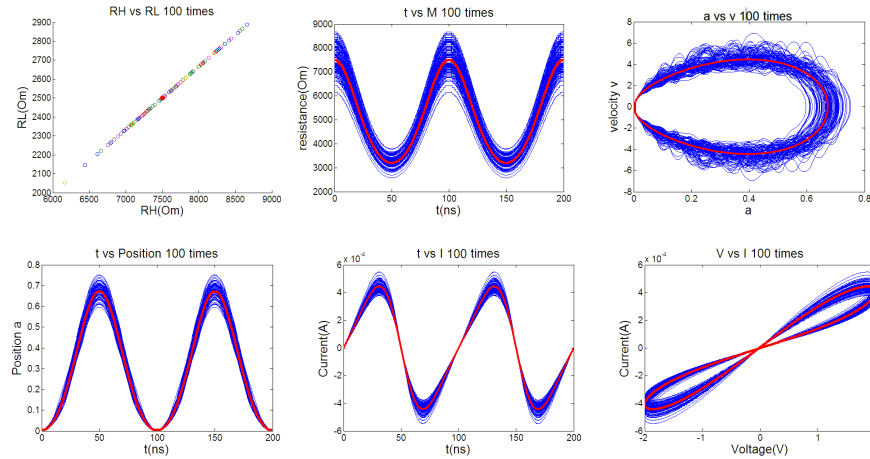 RH vs RL 100 times
2900
2800
2700
2600
2500
2400
2300
2200
2100
2000
RL(Om)
6000 6500 7000 7500 8000 8500 9000
RH(Om)
t vs M 100 times
9000
8000
7000
6000
5000
4000
3000
2000
resistance(Om)
0 50 100 150 200
t(ns)
a vs v 100 times
8
6
4
2
0
-2
-4
-6
-8
velocity v
0 0.2 0.4 0.6 0.8
a
t vs Position 100 times
0.8
0.7
0.6
0.5
0.4
0.3
0.2
0.1
0
Position a
0 50 100 150 200
t(ns)
t vs I 100 times
x 10^-4
6
4
2
0
-2
-4
-6
Current(A)
0 50 100 150 200
t(ns)
V vs I 100 times
x 10^-4
6
4
2
0
-2
-4
-6
Current(A)
-2 -1 0 1
Voltage(V)